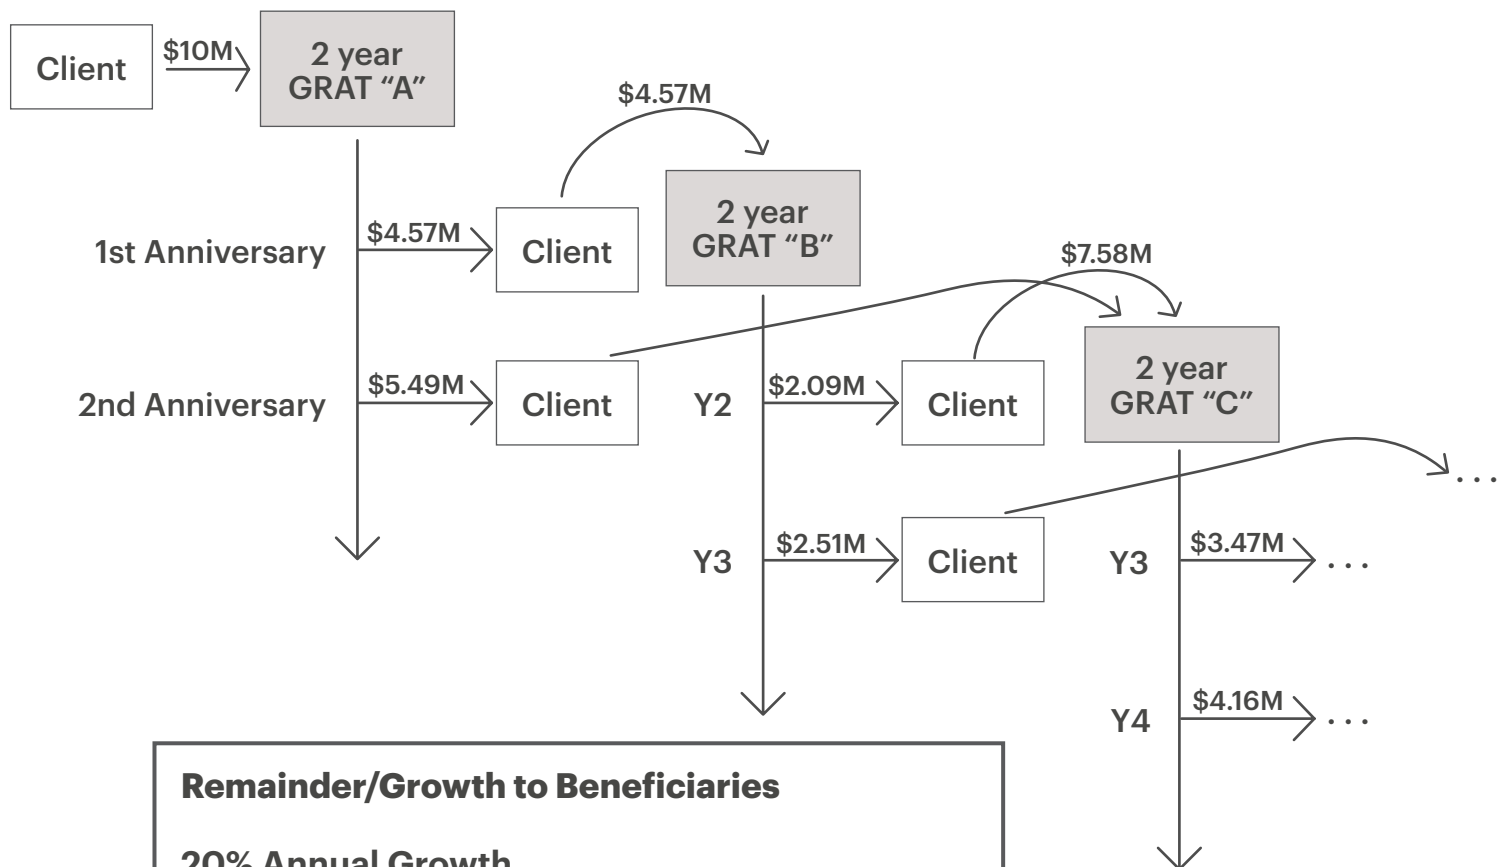 Client
$10M
2 year
GRAT “A”
$4.57M
1st Anniversary
$4.57M
Client
2 year
GRAT “B”
$7.58M
2nd Anniversary
$5.49M
Client
Y2
$2.09M
Client
2 year
GRAT “C”
. . .
Y3
$2.51M
Client
Y3
$3.47M
. . .
Y4
$4.16M
. . .
Remainder/Growth to Beneficiaries
20% Annual Growth